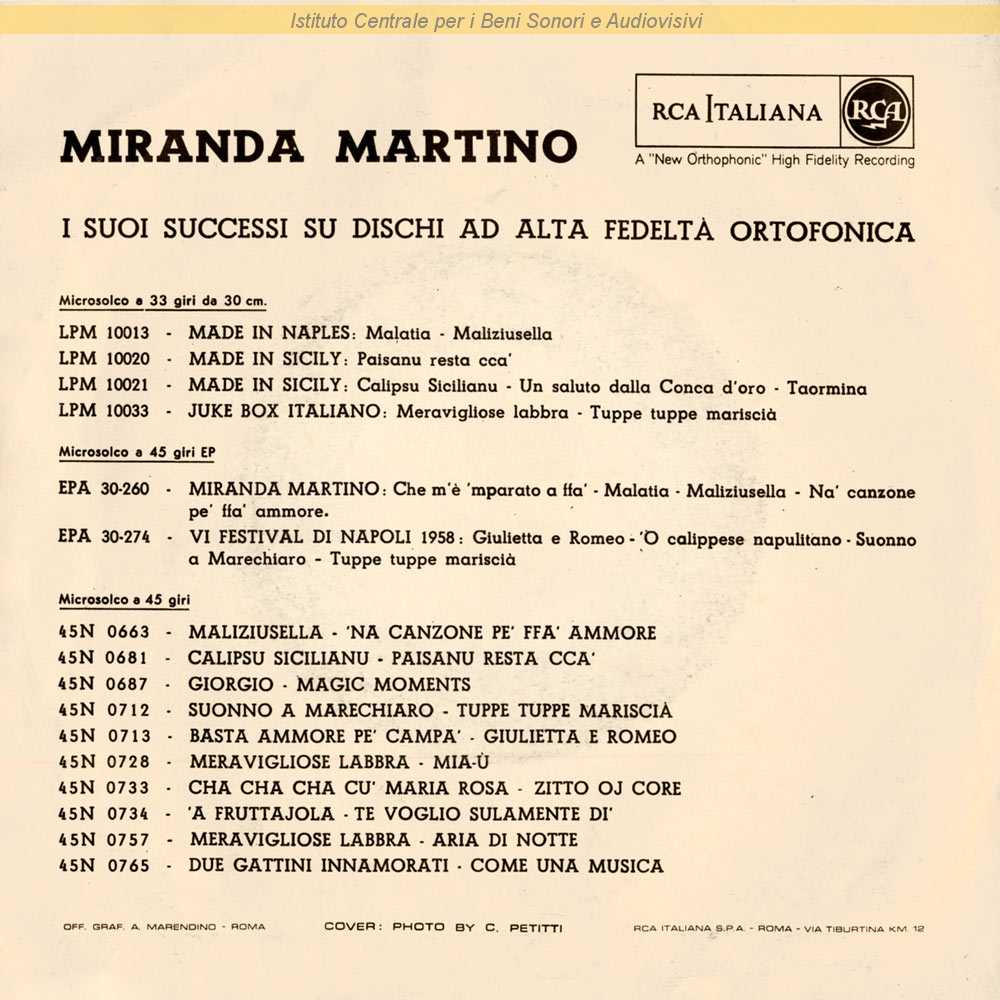 Istituto Centrale per i Beni Sonori e Audiovisivi
RCA ITALIANA RCA
MIRANDA MARTINO
A "New Orthophonic" High Fidelity Recording
I SUOI SUCCESSI SU DISCHI AD ALTA FEDELTÀ ORTOFONICA
Microsolco a 33 giri da 30 cm.
LPM 10013 - MADE IN NAPLES: Malatia - Maliziusella
LPM 10020 - MADE IN SICILY: Paisanu resta cca'
LPM 10021 - MADE IN SICILY: Calipsu Sicilianu - Un saluto dalla Conca d'oro - Taormina
LPM 10033 - JUKE BOX ITALIANO: Meravigliose labbra - Tuppe tuppe mariscià
Microsolco a 45 giri EP
EPA 30-260 - MIRANDA MARTINO: Che m'è 'mparato a ffa' - Malatia - Maliziusella - Na' canzone
pe' ffa' ammore.
EPA 30-274 - VI FESTIVAL DI NAPOLI 1958: Giulietta e Romeo - 'O calippese napulitano - Suonno
a Marechiaro - Tuppe tuppe mariscià
Microsolco a 45 giri
45N 0663 - MALIZIUSELLA - 'NA CANZONE PE' FFA' AMMORE
45N 0681 - CALIPSU SICILIANU - PAISANU RESTA CCA'
45N 0687 - GIORGIO - MAGIC MOMENTS
45N 0712 - SUONNO A MARECHIARO - TUPPE TUPPE MARISCIÀ
45N 0713 - BASTA AMMORE PE' CAMPA' - GIULIETTA E ROMEO
45N 0728 - MERAVIGLIOSE LABBRA - MIA-Ù
45N 0733 - CHA CHA CHA CU' MARIA ROSA - ZITTO OJ CORE
45N 0734 - 'A FRUTTAJOLA - TE VOGLIO SULAMENTE DI'
45N 0757 - MERAVIGLIOSE LABBRA - ARIA DI NOTTE
45N 0765 - DUE GATTINI INNAMORATI - COME UNA MUSICA
OFF. GRAF. A. MARENDINO - ROMA COVER: PHOTO BY C. PETITTI RCA ITALIANA S.P.A. - ROMA - VIA TIBURTINA KM. 12